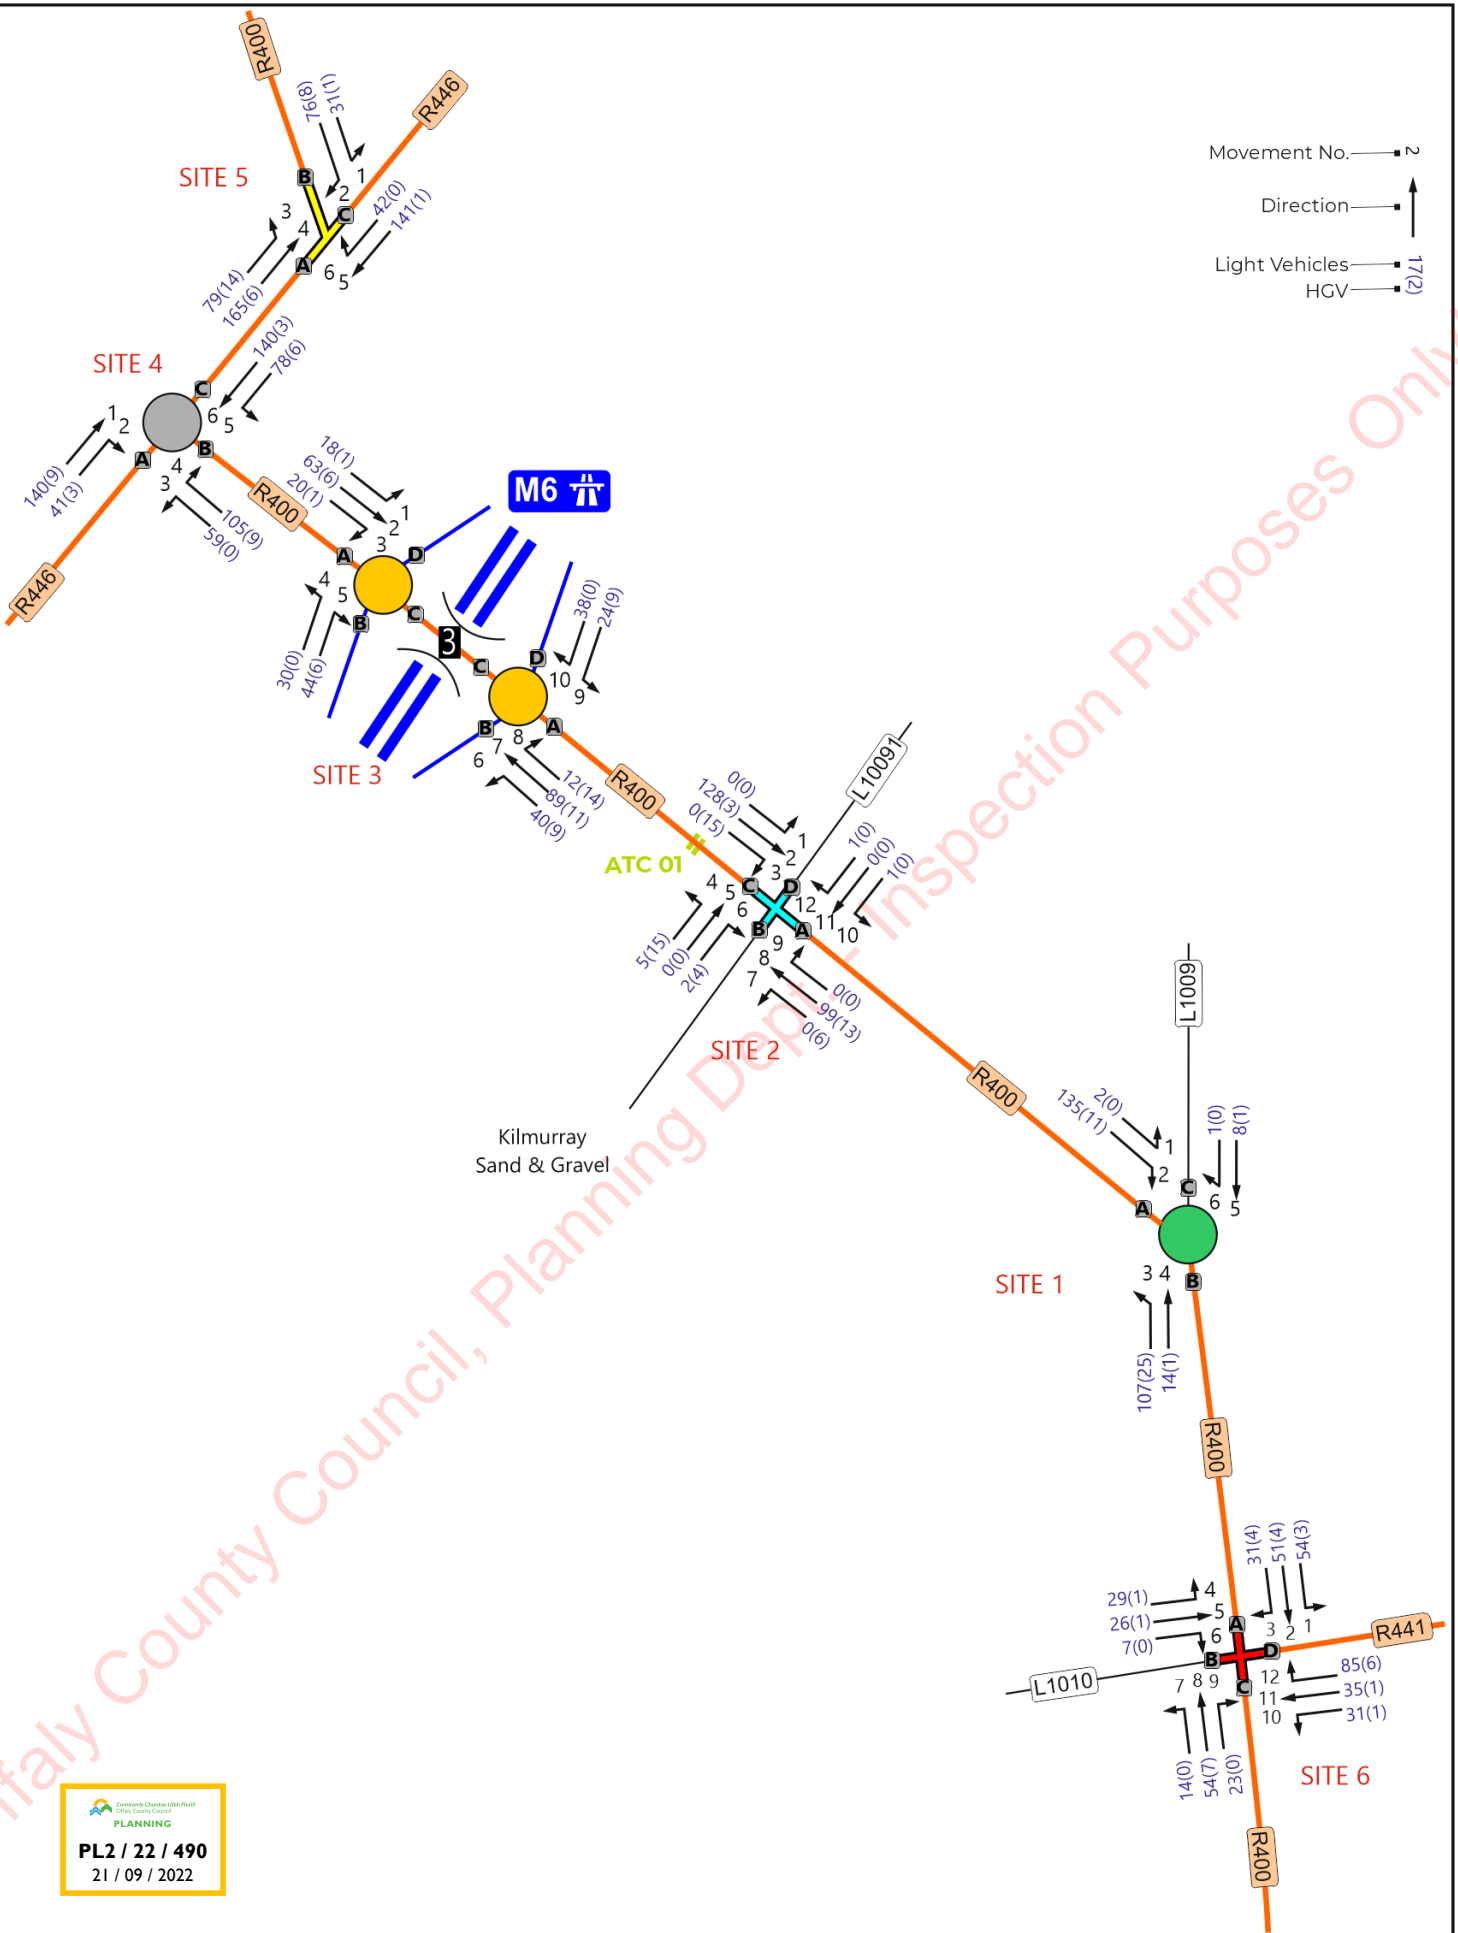 R400
R446
76(8)
31(1)
SITE 5
B
1
2
C
3
4
42(0)
141(1)
A
6
5
79(14)
165(6)
Movement No.
2
Direction
Light Vehicles
HGV
17(2)
SITE 4
140(3)
78(6)
C
1
2
6
5
A
B
4
3
140(9)
41(3)
105(9)
59(0)
R446
R400
18(1)
63(6)
20(1)
1
2
3
M6
A
D
4
5
B
C
30(0)
44(6)
3
38(0)
24(9)
C
D
10
9
B
A
8
7
6
SITE 3
12(14)
89(11)
40(9)
R400
ATC 01
0(0)
128(3)
0(15)
L10091
1
2
3
1(0)
0(0)
1(0)
4
5
6
C
D
12
11
10
B
A
9
8
7
5(15)
0(0)
2(4)
0(0)
99(13)
0(6)
SITE 2
Kilmurray
Sand & Gravel
R400
L1009
2(0)
135(11)
1
2
1(0)
8(1)
C
6
5
A
SITE 1
3
4
B
107(25)
14(1)
R400
31(4)
51(4)
54(3)
29(1)
26(1)
7(0)
4
5
6
A
3
2
1
B
D
R441
L1010
7
8
9
C
12
11
10
85(6)
35(1)
31(1)
14(0)
54(7)
23(0)
SITE 6
R400
ffaly County Council, Planning Dept. - Inspection Purposes Only
Comhairle Chontae Uíbh Fhailí
Offaly County Council
PLANNING
PL2 / 22 / 490
21 / 09 / 2022